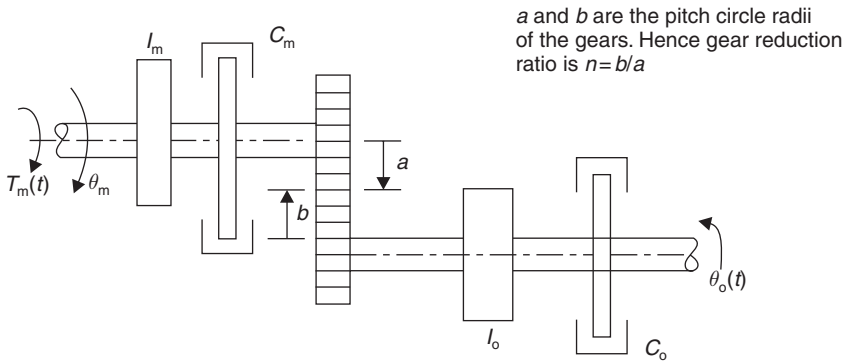 a and b are the pitch circle radii
of the gears. Hence gear reduction
ratio is n=b/a
Iₘ
Cₘ
a
Tₘ(t)
θₘ
b
θₒ(t)
Iₒ
Cₒ